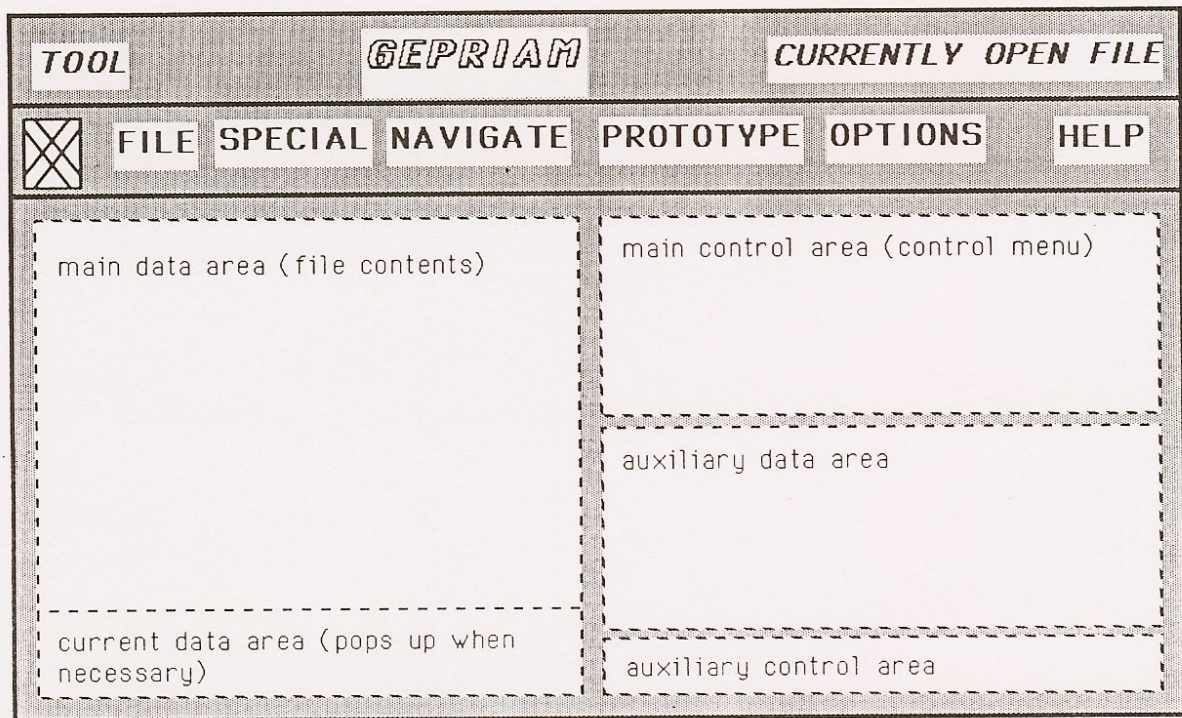 TOOL GEPRIAM CURRENTLY OPEN FILE
FILE SPECIAL NAVIGATE PROTOTYPE OPTIONS HELP
main data area (file contents)
current data area (pops up when
necessary)
main control area (control menu)
auxiliary data area
auxiliary control area